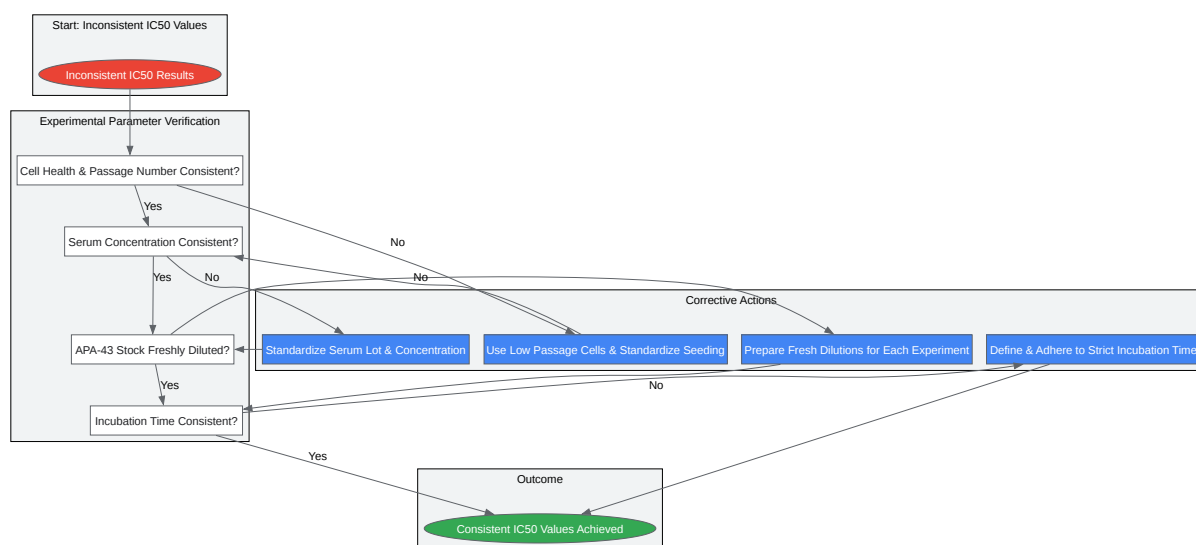 Start: Inconsistent IC50 Values
Inconsistent IC50 Results
Experimental Parameter Verification
Cell Health & Passage Number Consistent?
Yes
Serum Concentration Consistent?
No
Yes
No
No
Corrective Actions
APA-43 Stock Freshly Diluted?
Standardize Serum Lot & Concentration
Use Low Passage Cells & Standardize Seeding
Prepare Fresh Dilutions for Each Experiment
Define & Adhere to Strict Incubation Time
Yes
No
Incubation Time Consistent?
Yes
Outcome
Consistent IC50 Values Achieved